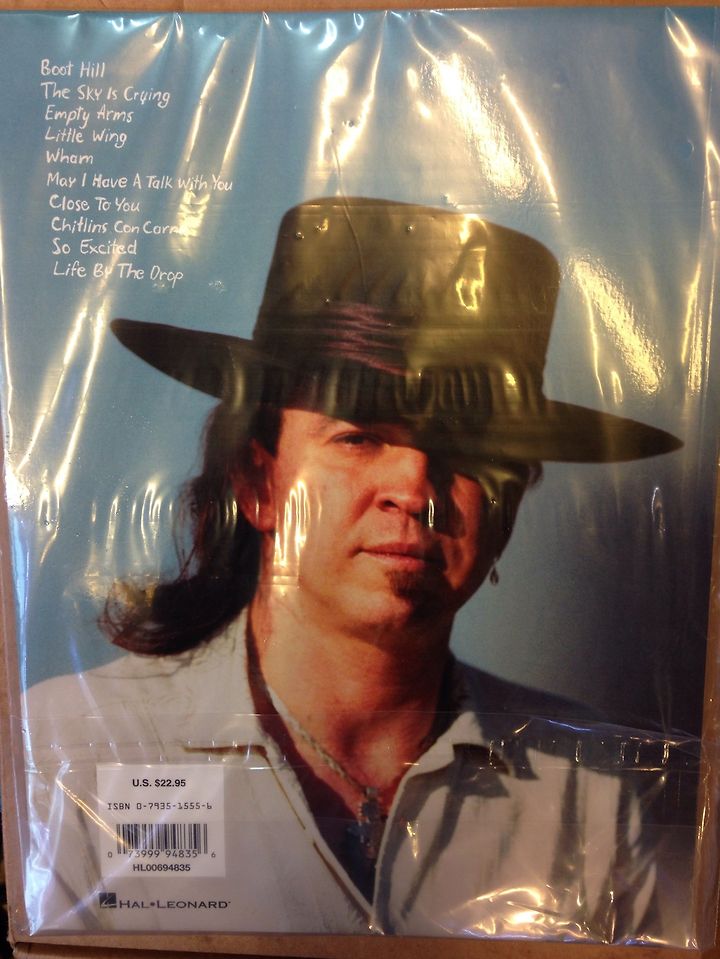 Boot Hill
The Sky Is Crying
Empty Arms
Little Wing
Wham
May I Have A Talk With You
Close To You
Chitlins Con
So Excited
Life By The Drop
U.S. $22.95
ISBN 0-7935-1555-6
0 73999 94835 6
HL00694835
HAL•LEONARD®